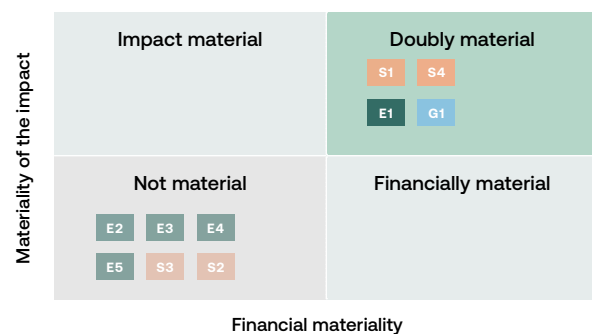 Materiality of the impact
Impact material
Doubly material
S1 S4
E1 G1
Not material
Financially material
E2 E3 E4
E5 S3 S2
Financial materiality